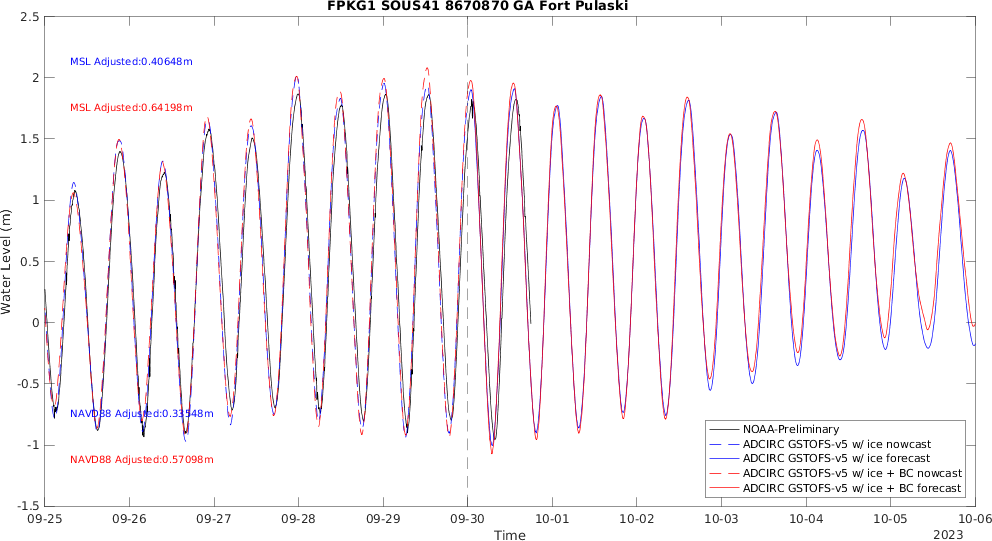 FPKG1 SOUS41 8670870 GA Fort Pulaski
2.5
2
1.5
1
0.5
0
-0.5
-1
-1.5
Water Level (m)
MSL Adjusted:0.40648m
MSL Adjusted:0.64198m
NAVD88 Adjusted:0.33548m
NAVD88 Adjusted:0.57098m
NOAA-Preliminary
ADCIRC GSTOFS-v5 w/ ice nowcast
ADCIRC GSTOFS-v5 w/ ice forecast
ADCIRC GSTOFS-v5 w/ ice + BC nowcast
ADCIRC GSTOFS-v5 w/ ice + BC forecast
09-25 09-26 09-27 09-28 09-29 09-30 10-01 10-02 10-03 10-04 10-05 10-06
Time
2023